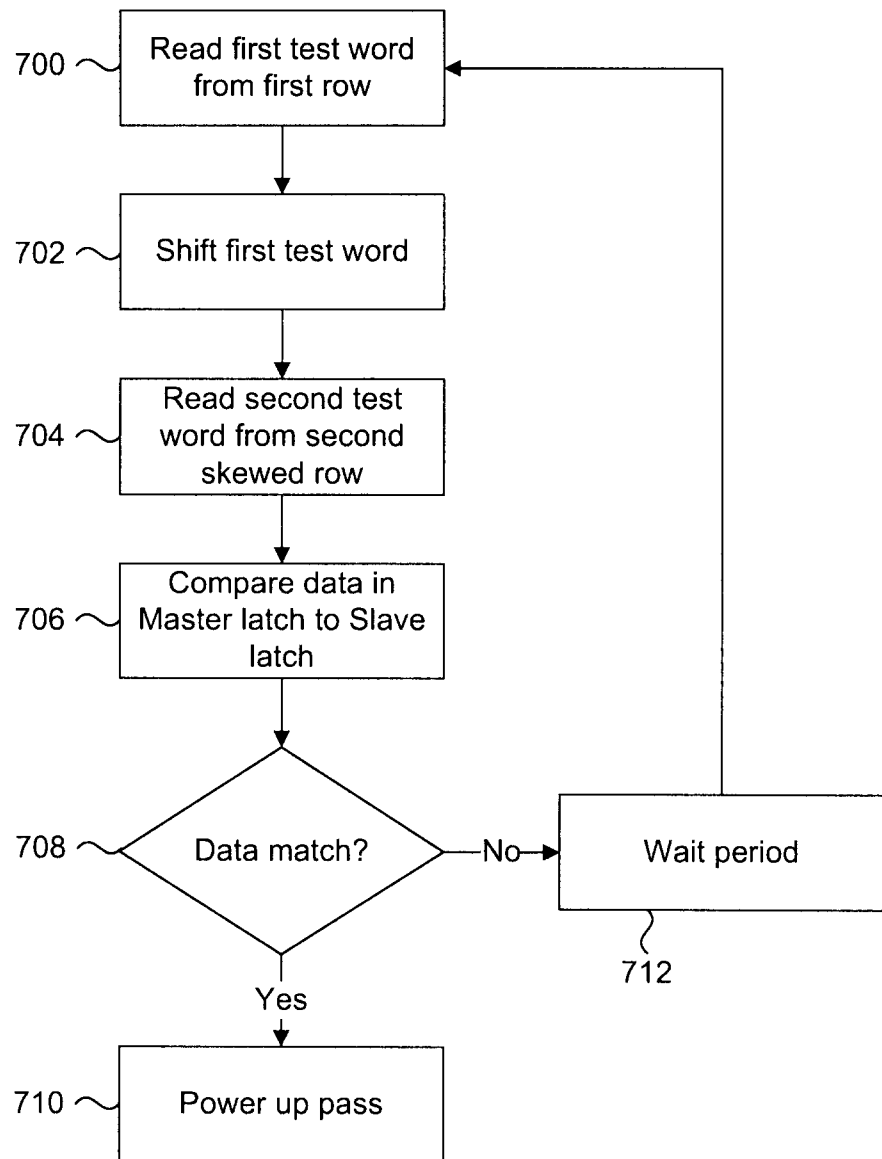 700
Read first test word
from first row
702
Shift first test word
704
Read second test
word from second
skewed row
706
Compare data in
Master latch to Slave
latch
708
Data match?
No
Wait period
712
Yes
710
Power up pass